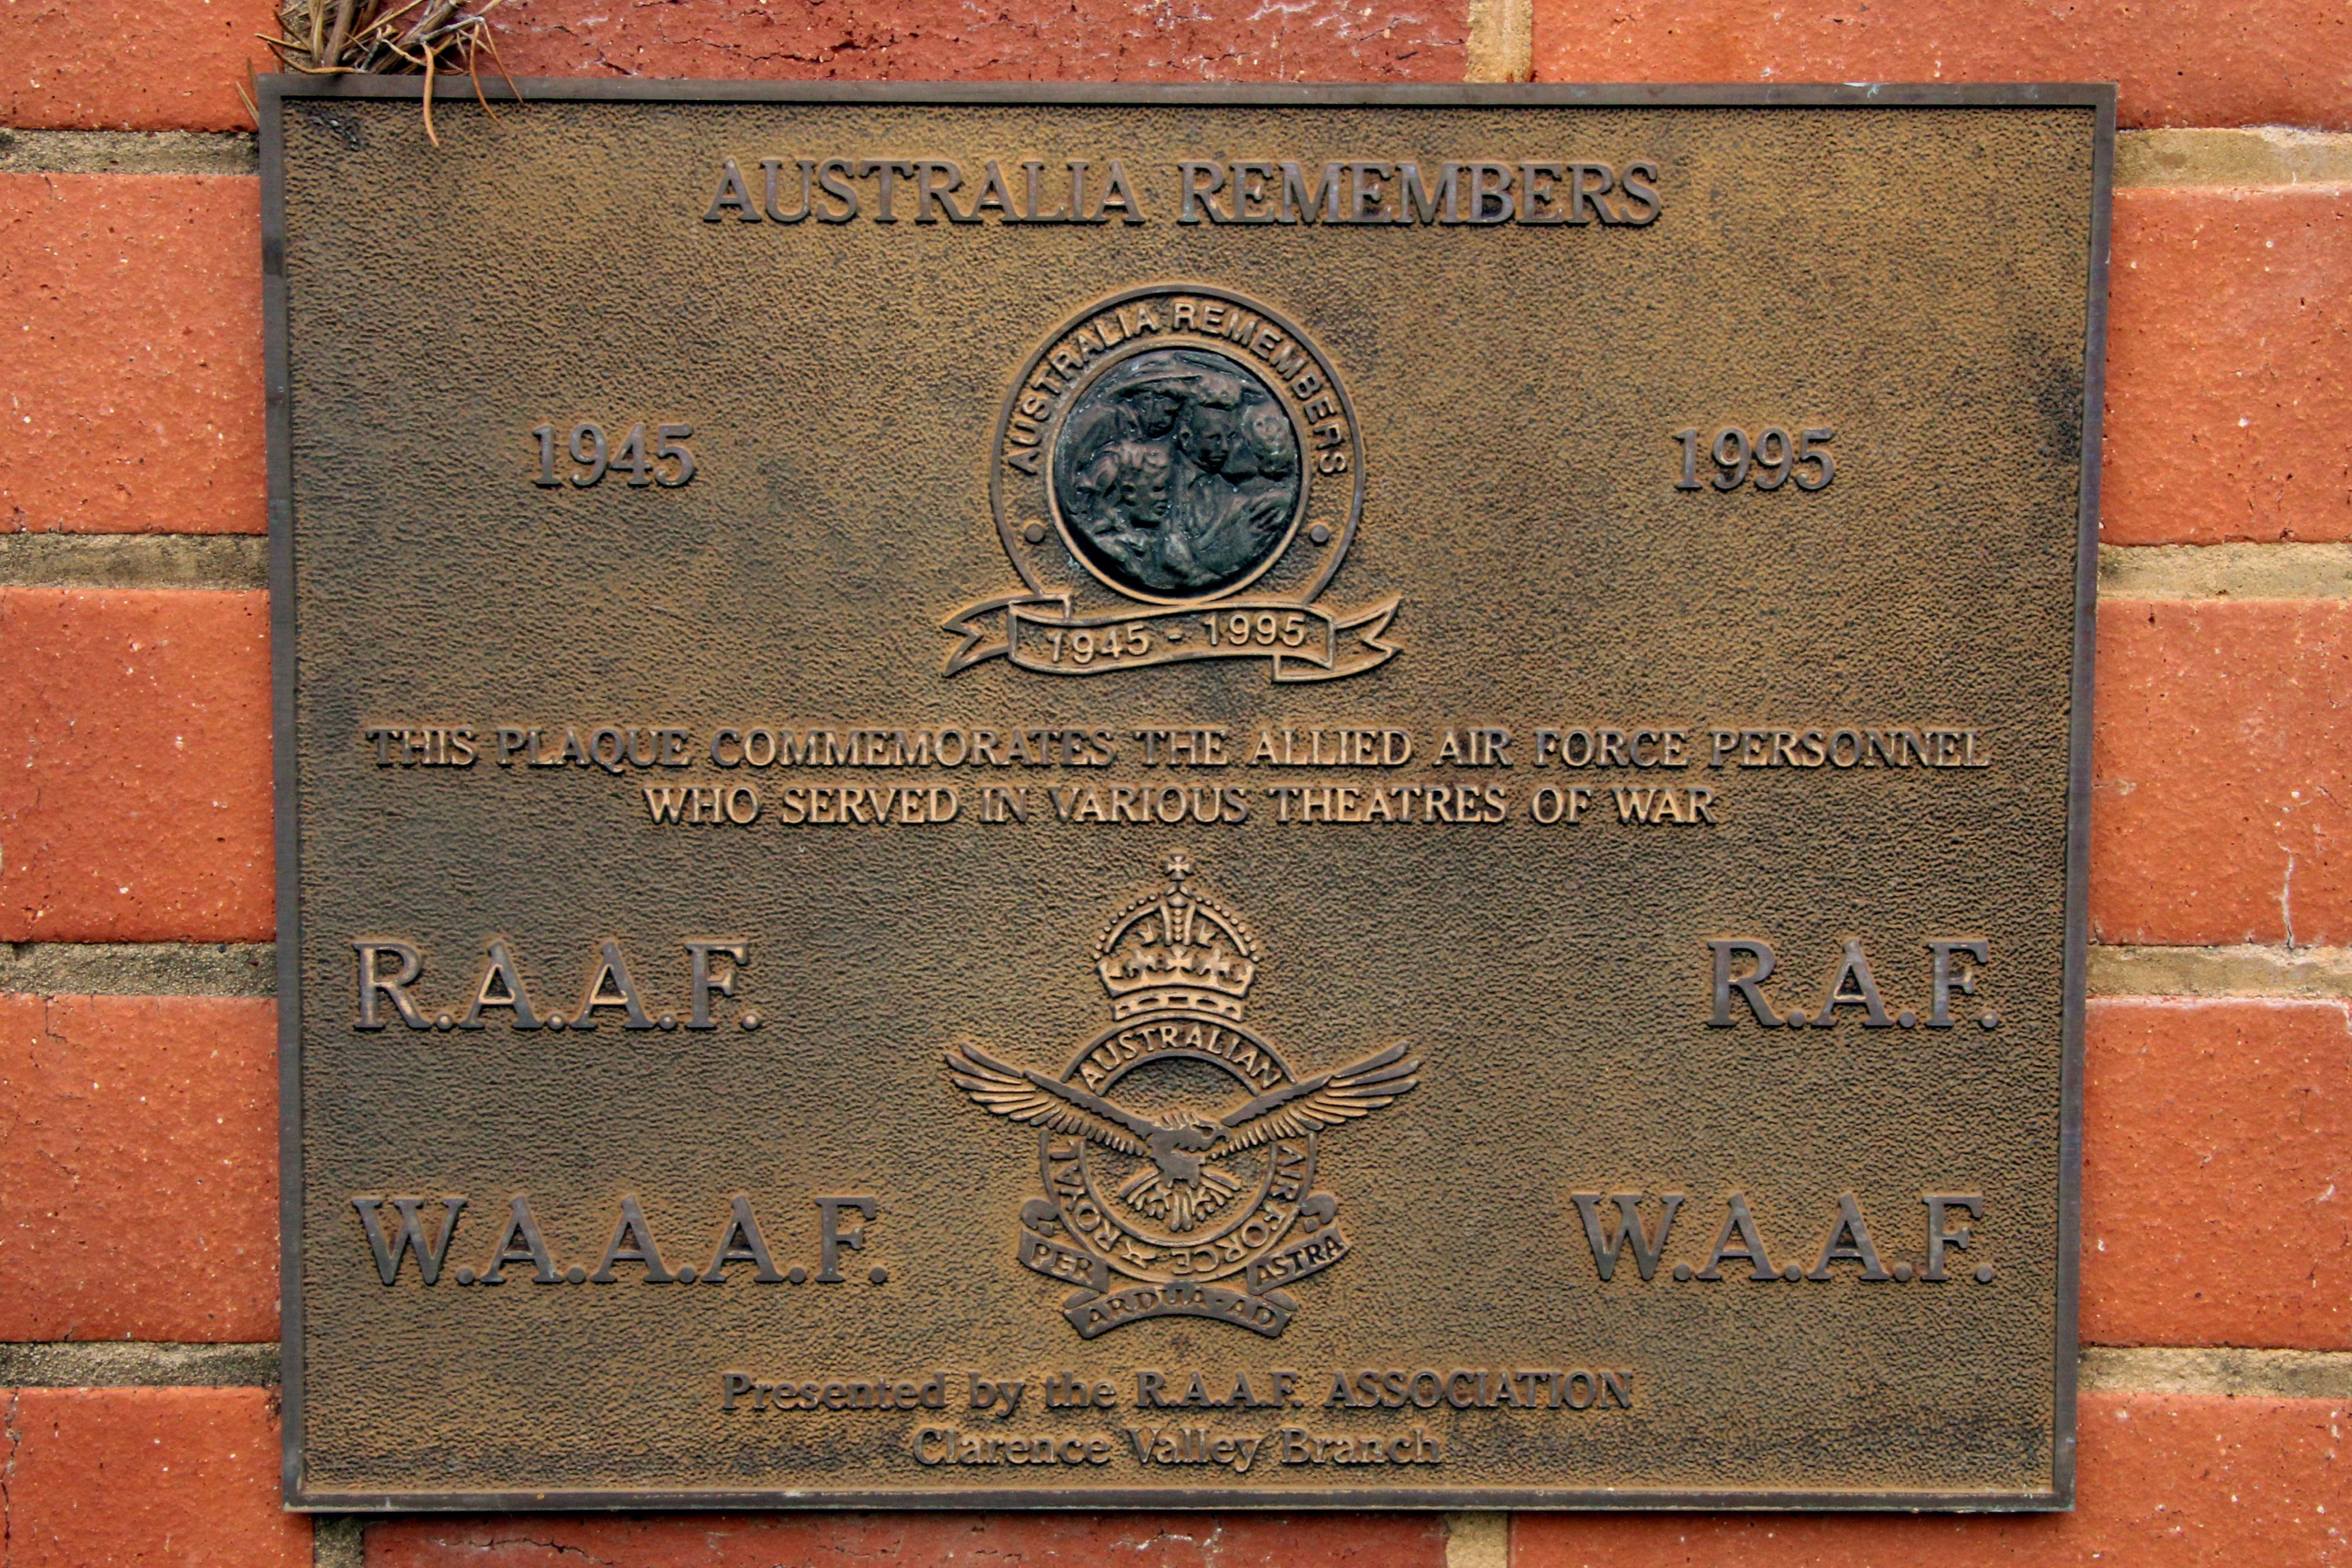 AUSTRALIA REMEMBERS
AUSTRALIA REMEMBERS
1945
1995
1945 - 1995
THIS PLAQUE COMMEMORATES THE ALLIED AIR FORCE PERSONNEL
WHO SERVED IN VARIOUS THEATRES OF WAR
R.A.A.F.
R.A.F.
AUSTRALIAN
ROYAL
AIR FORCE
W.A.A.A.F.
W.A.A.F.
PER
ARDUA-AD
ASTRA
Presented by the R.A.A.F. ASSOCIATION
Clarence Valley Branch